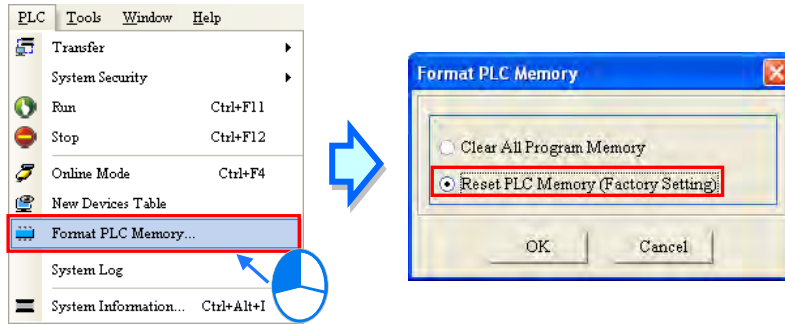 PLC Tools Window Help
Transfer
System Security
Run Ctrl+F11
Stop Ctrl+F12
Online Mode Ctrl+F4
New Devices Table
Format PLC Memory...
System Log
System Information... Ctrl+Alt+I
Format PLC Memory
Clear All Program Memory
Reset PLC Memory (Factory Setting)
OK Cancel